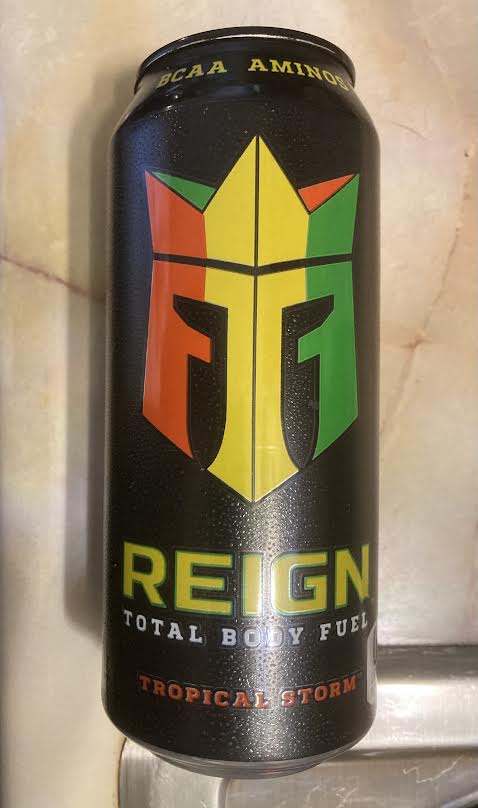 BCAA AMINOS
REIGN
TOTAL BODY FUEL
TROPICAL STORM